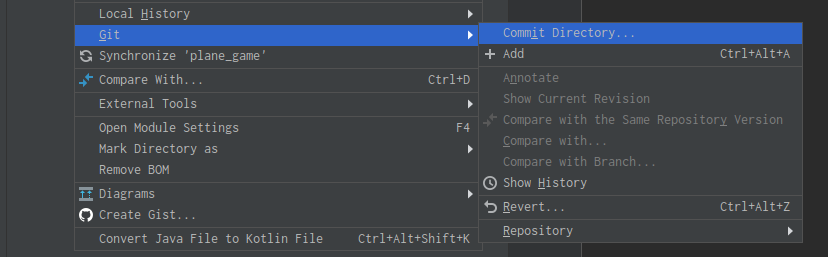 Local History
Git
Synchronize 'plane_game'
Compare With... Ctrl+D
External Tools
Open Module Settings F4
Mark Directory as
Remove BOM
Diagrams
Create Gist...
Convert Java File to Kotlin File Ctrl+Alt+Shift+K
Commit Directory...
Add Ctrl+Alt+A
Annotate
Show Current Revision
Compare with the Same Repository Version
Compare with...
Compare with Branch...
Show History
Revert... Ctrl+Alt+Z
Repository